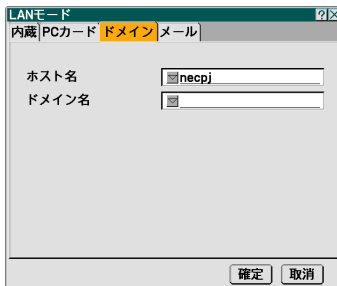 LANモード
内蔵 PCカード ドメイン メール
ホスト名 necpj
ドメイン名
確定 取消